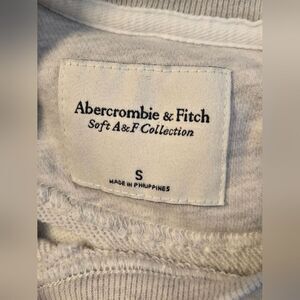 Abercrombie & Fitch
Soft A&F Collection
S
MADE IN PHILIPPINES